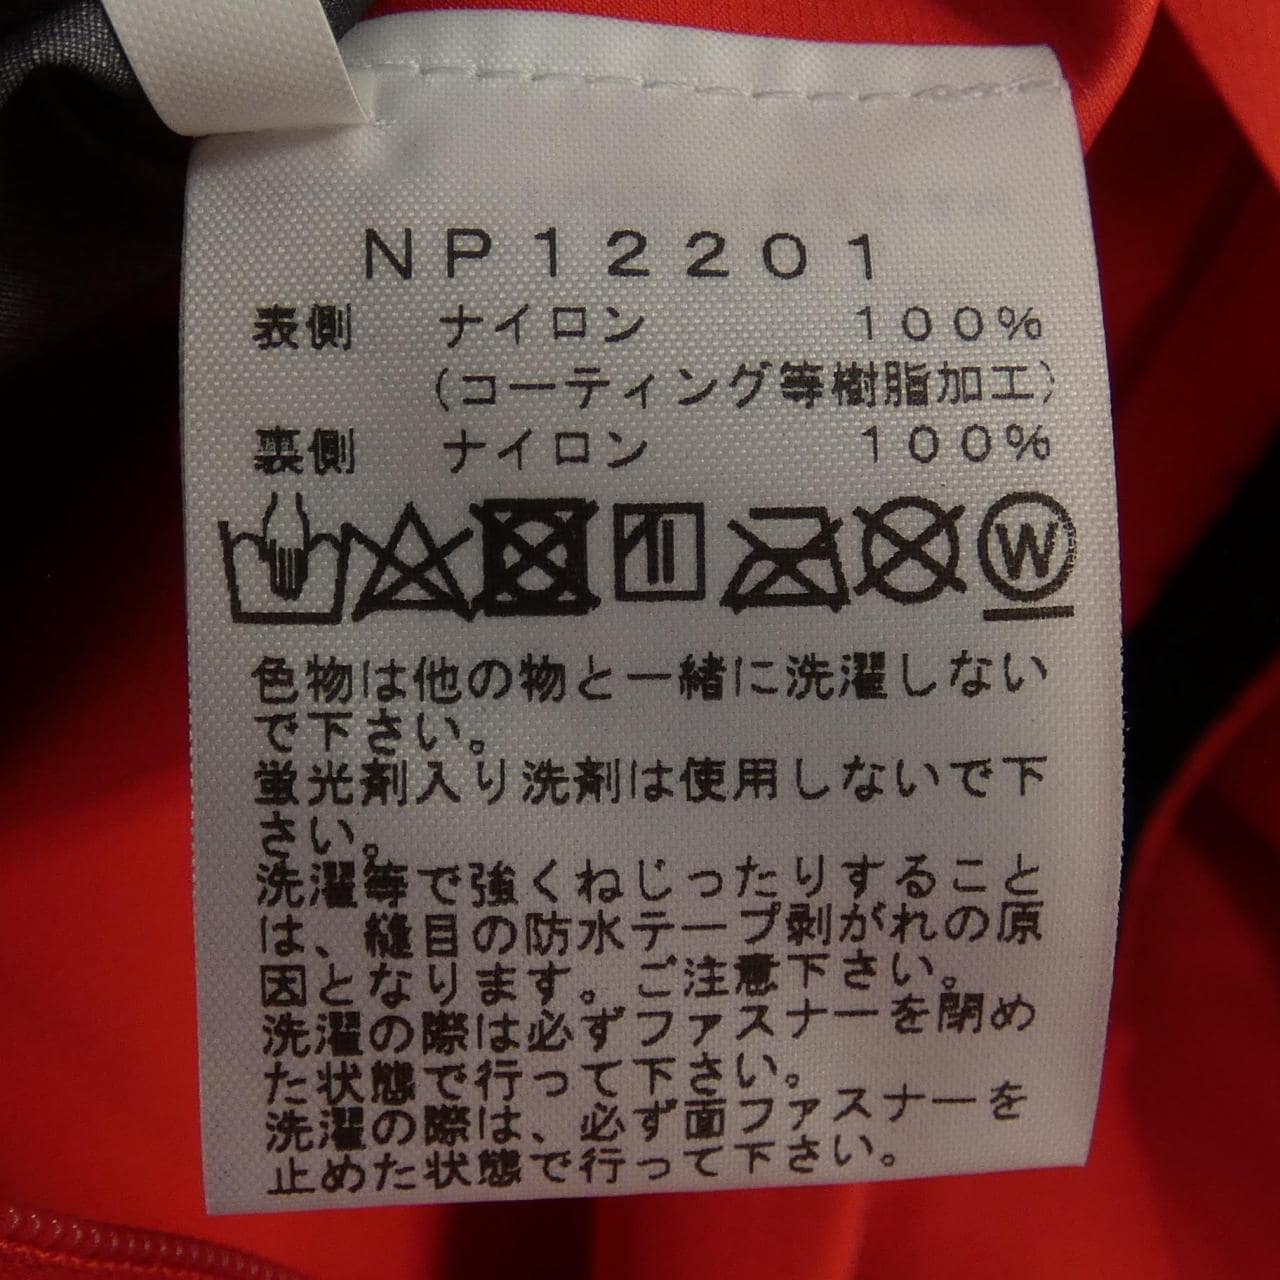 NP12201
表側 ナイロン 100%
(コーティング等樹脂加工)
裏側 ナイロン 100%
W
色物は他の物と一緒に洗濯しない
で下さい。
蛍光剤入り洗剤は使用しないで下
さい。
洗濯等で強くねじったりすること
は、縫目の防水テープ剥がれの原
因となります。ご注意下さい。
洗濯の際は必ずファスナーを閉め
た状態で行って下さい。
洗濯の際は、必ず面ファスナーを
止めた状態で行って下さい。